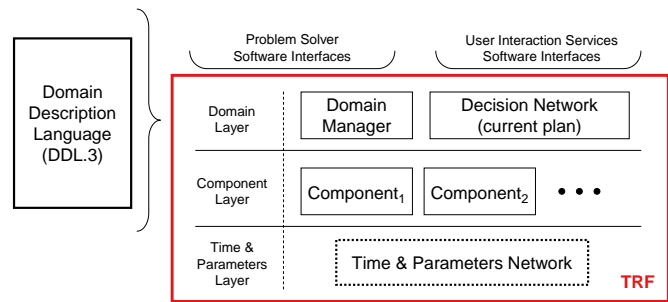 Problem Solver
Software Interfaces
User Interaction Services
Software Interfaces
Domain
Description
Language
(DDL.3)
Domain
Layer
Domain
Manager
Decision Network
(current plan)
Component
Layer
Component1
Component2
• • •
Time &
Parameters
Layer
Time & Parameters Network
TRF